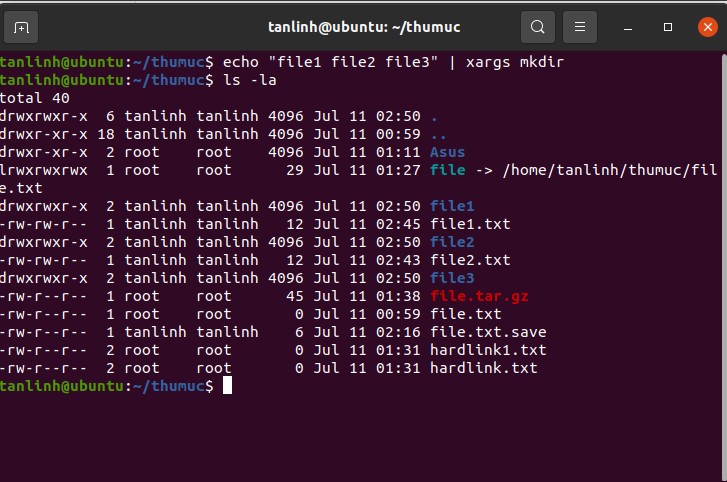 tanlinh@ubuntu: ~/thumuc
tanlinh@ubuntu:~/thumuc$ echo "file1 file2 file3" | xargs mkdir
tanlinh@ubuntu:~/thumuc$ ls -la
total 40
drwxrwxr-x  6 tanlinh tanlinh 4096 Jul 11 02:50 .
drwxr-xr-x 18 tanlinh tanlinh 4096 Jul 11 00:59 ..
drwxr-xr-x  2 root    root    4096 Jul 11 01:11 Asus
lrwxrwxrwx  1 root    root      29 Jul 11 01:27 file -> /home/tanlinh/thumuc/fil
e.txt
drwxrwxr-x  2 tanlinh tanlinh 4096 Jul 11 02:50 file1
-rw-rw-r--  1 tanlinh tanlinh   12 Jul 11 02:45 file1.txt
drwxrwxr-x  2 tanlinh tanlinh 4096 Jul 11 02:50 file2
-rw-rw-r--  1 tanlinh tanlinh   12 Jul 11 02:43 file2.txt
drwxrwxr-x  2 tanlinh tanlinh 4096 Jul 11 02:50 file3
-rw-r--r--  1 root    root      45 Jul 11 01:38 file.tar.gz
-rw-r--r--  1 root    root       0 Jul 11 00:59 file.txt
-rw-r--r--  1 tanlinh tanlinh    6 Jul 11 02:16 file.txt.save
-rw-r--r--  2 root    root       0 Jul 11 01:31 hardlink1.txt
-rw-r--r--  2 root    root       0 Jul 11 01:31 hardlink.txt
tanlinh@ubuntu:~/thumuc$